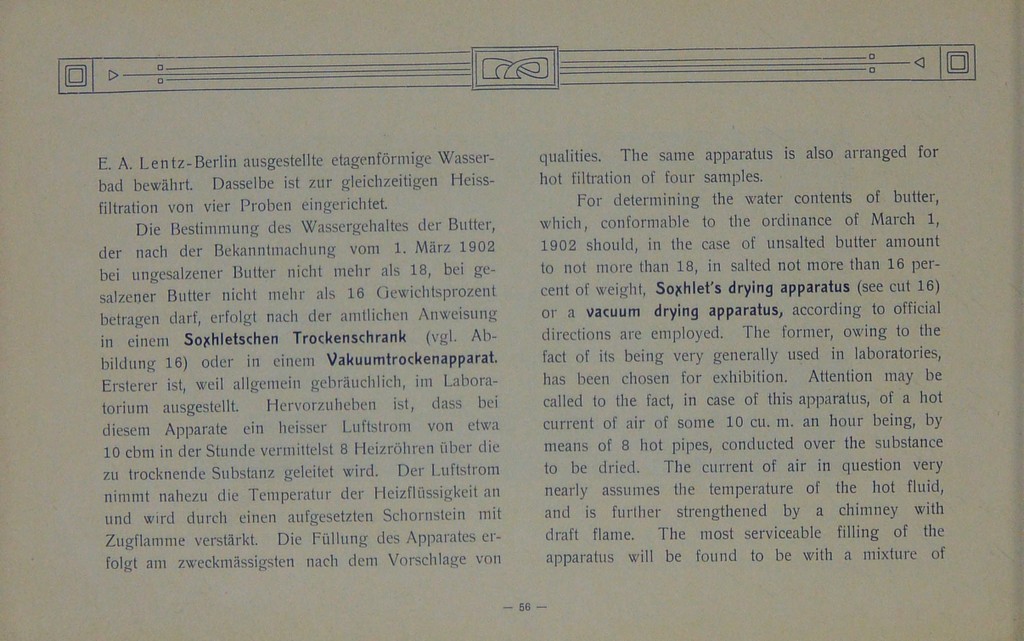 E. A. Lentz-Berlin ausgestellte etagenförmige Wasser-
bad bewährt. Dasselbe ist zur gleichzeitigen Heiss-
filtration von vier Proben eingerichtet.
Die Bestimmung des Wassergehaltes der Butter,
der nach der Bekanntmachung vom 1. März 1902
bei ungesalzener Butter nicht mehr als 18, bei ge-
salzener Butter nicht mehr als 16 Gewichtsprozent
betragen darf, erfolgt nach der amtlichen Anweisung
in einem Soxhletschen Trockenschrank (vgl. Ab-
bildung 16) oder in einem Vakuumtrockenapparat.
Ersterer ist, weil allgemein gebräuchlich, im Labora-
torium ausgestellt. Hervorzuheben ist, dass bei
diesem Apparate ein heisser Luftstrom von etwa
10 cbm in der Stunde vermittelst 8 Heizröhren über die
zu trocknende Substanz geleitet wird. Der Luftstrom
nimmt nahezu die Temperatur der Heizflüssigkeit an
und wird durch einen aufgesetzten Schornstein mit
Zugflamme verstärkt. Die Füllung des Apparates er-
folgt am zweckmässigsten nach dem Vorschlage von
qualities. The same apparatus is also arranged for
hot filtration of four samples.
For determining the water contents of butter,
which, conformable to the ordinance of March 1,
1902 should, in the case of unsalted butter amount
to not more than 18, in salted not more than 16 per-
cent of weight, Soxhlet's drying apparatus (see cut 16)
or a vacuum drying apparatus, according to official
directions are employed. The former, owing to the
fact of its being very generally used in laboratories,
has been chosen for exhibition. Attention may be
called to the fact, in case of this apparatus, of a hot
current of air of some 10 cu. m. an hour being, by
means of 8 hot pipes, conducted over the substance
to be dried. The current of air in question very
nearly assumes the temperature of the hot fluid,
and is further strengthened by a chimney with
draft flame. The most serviceable filling of the
apparatus will be found to be with a mixture of
— 56 —